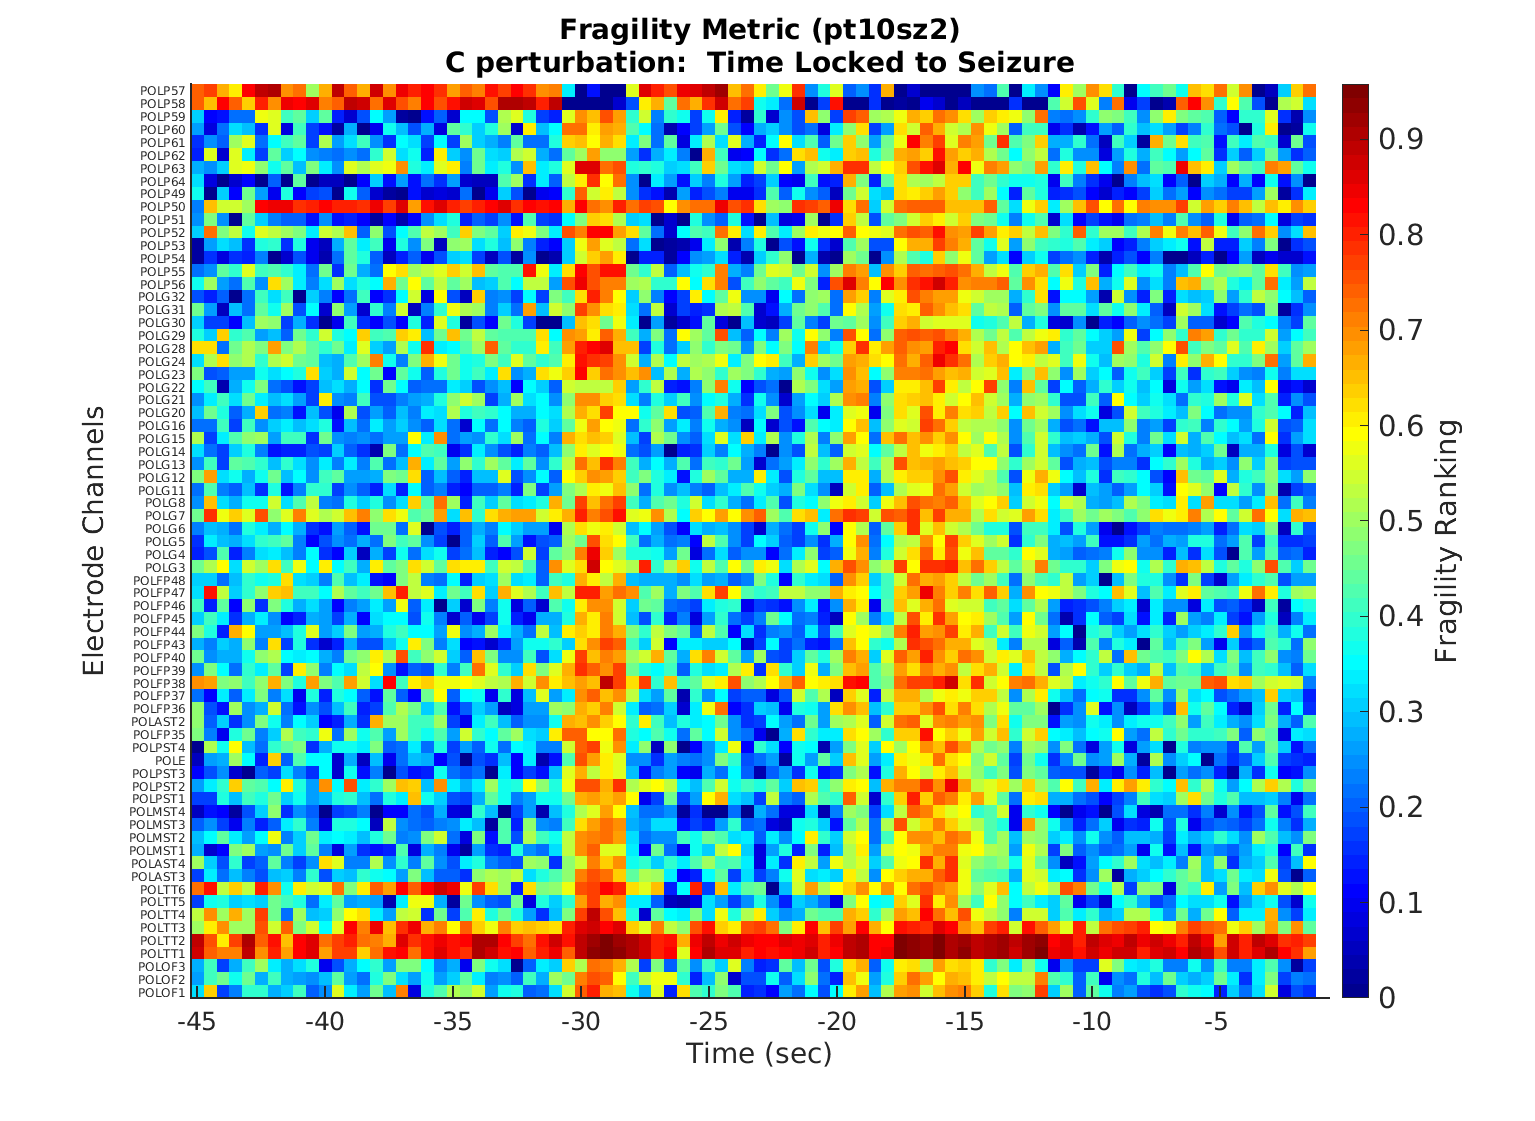 Fragility Metric (pt10sz2)
C perturbation:  Time Locked to Seizure
Electrode Channels
POLP57
POLP58
POLP59
POLP60
POLP61
POLP62
POLP63
POLP64
POLP49
POLP50
POLP51
POLP52
POLP53
POLP54
POLP55
POLP56
POLG32
POLG31
POLG30
POLG29
POLG28
POLG24
POLG23
POLG22
POLG21
POLG20
POLG16
POLG15
POLG14
POLG13
POLG12
POLG11
POLG8
POLG7
POLG6
POLG5
POLG4
POLG3
POLFP48
POLFP47
POLFP46
POLFP45
POLFP44
POLFP43
POLFP40
POLFP39
POLFP38
POLFP37
POLFP36
POLAST2
POLFP35
POLPST4
POLE
POLPST3
POLPST2
POLPST1
POLMST4
POLMST3
POLMST2
POLMST1
POLAST4
POLAST3
POLTT6
POLTT5
POLTT4
POLTT3
POLTT2
POLTT1
POLOF3
POLOF2
POLOF1
-45 -40 -35 -30 -25 -20 -15 -10 -5
Time (sec)
0.9
0.8
0.7
0.6
0.5
0.4
0.3
0.2
0.1
0
Fragility Ranking